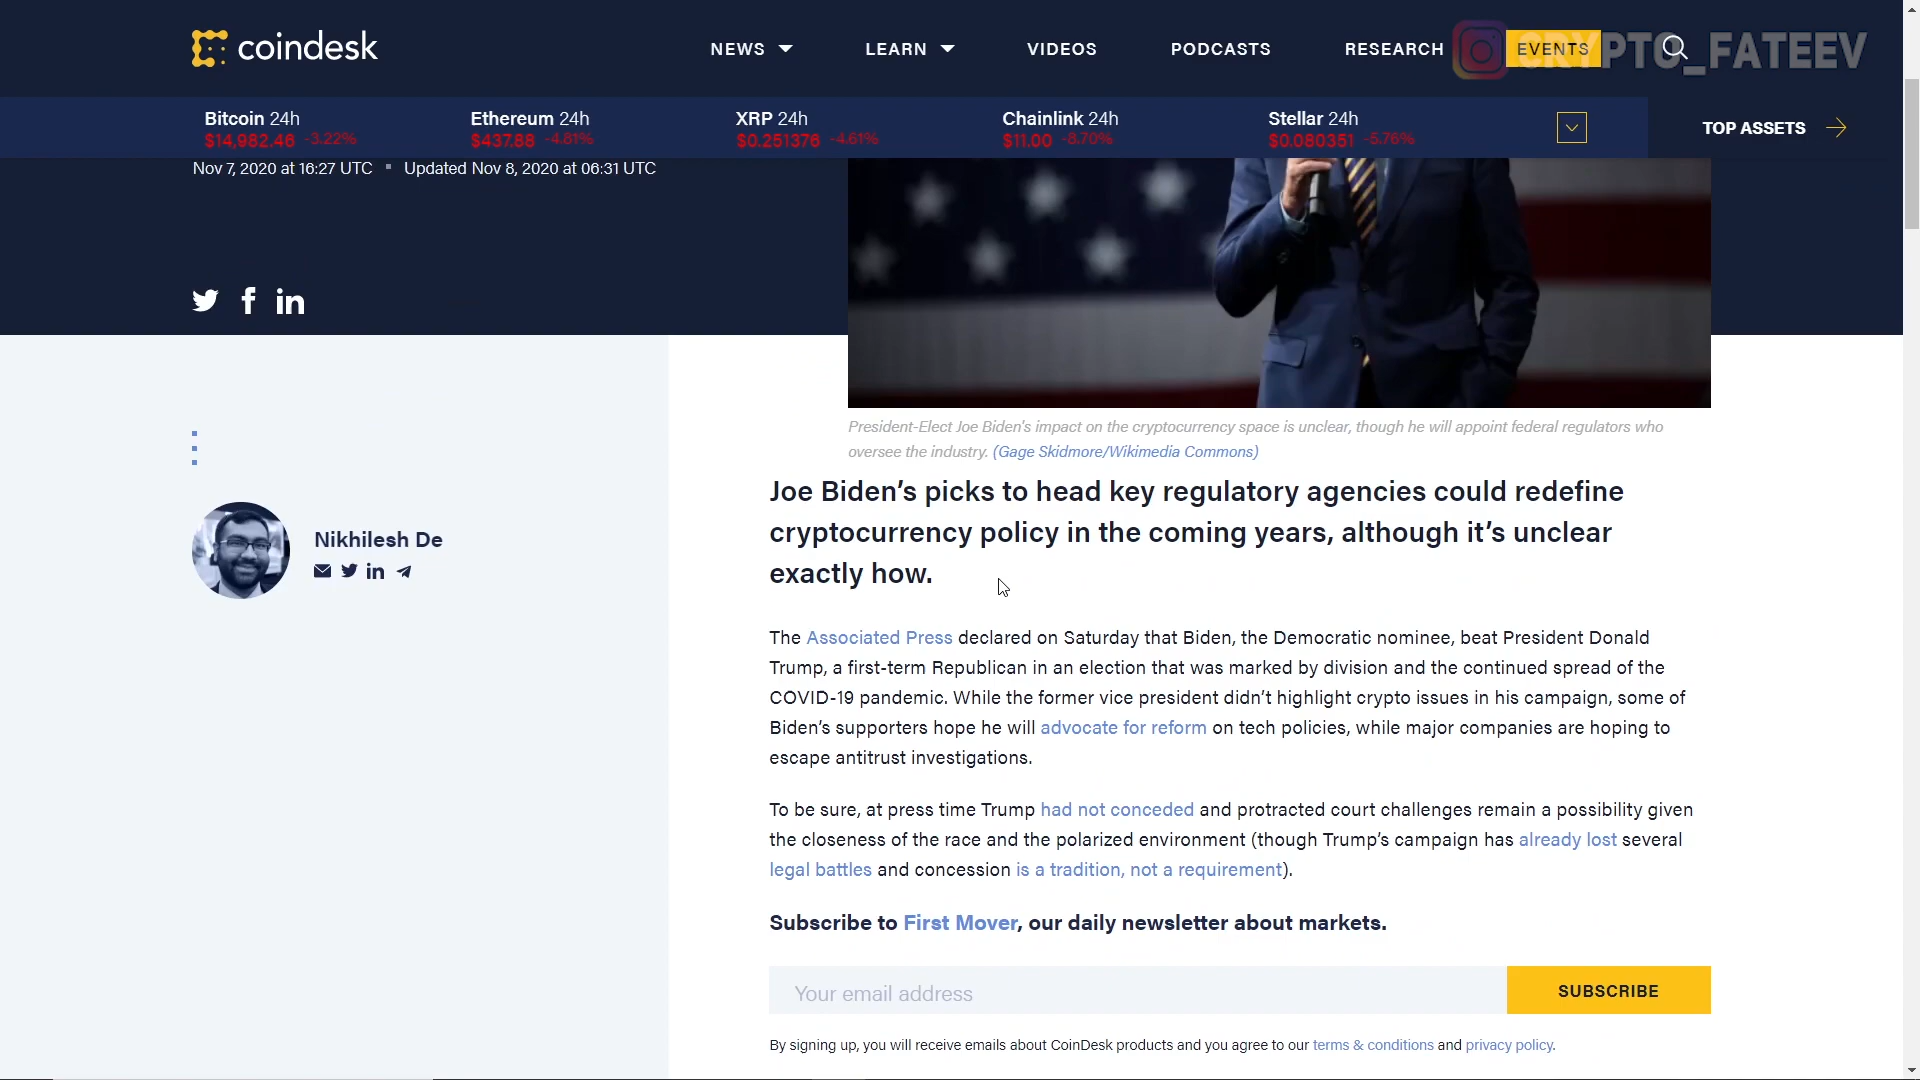 coindesk
NEWS
LEARN
VIDEOS
PODCASTS
RESEARCH
EVENTS
CRYPTO_FATEEV
Bitcoin 24h
$14,982.46 -3.22%
Ethereum 24h
$437.88 -4.81%
XRP 24h
$0.251376 -4.61%
Chainlink 24h
$11.00 -8.70%
Stellar 24h
$0.080351 -5.76%
TOP ASSETS
Nov 7, 2020 at 16:27 UTC ▪ Updated Nov 8, 2020 at 06:31 UTC
President-Elect Joe Biden's impact on the cryptocurrency space is unclear, though he will appoint federal regulators who
oversee the industry. (Gage Skidmore/Wikimedia Commons)
Nikhilesh De
Joe Biden’s picks to head key regulatory agencies could redefine
cryptocurrency policy in the coming years, although it’s unclear
exactly how.
The Associated Press declared on Saturday that Biden, the Democratic nominee, beat President Donald
Trump, a first-term Republican in an election that was marked by division and the continued spread of the
COVID-19 pandemic. While the former vice president didn’t highlight crypto issues in his campaign, some of
Biden’s supporters hope he will advocate for reform on tech policies, while major companies are hoping to
escape antitrust investigations.
To be sure, at press time Trump had not conceded and protracted court challenges remain a possibility given
the closeness of the race and the polarized environment (though Trump’s campaign has already lost several
legal battles and concession is a tradition, not a requirement).
Subscribe to First Mover, our daily newsletter about markets.
Your email address
SUBSCRIBE
By signing up, you will receive emails about CoinDesk products and you agree to our terms & conditions and privacy policy.